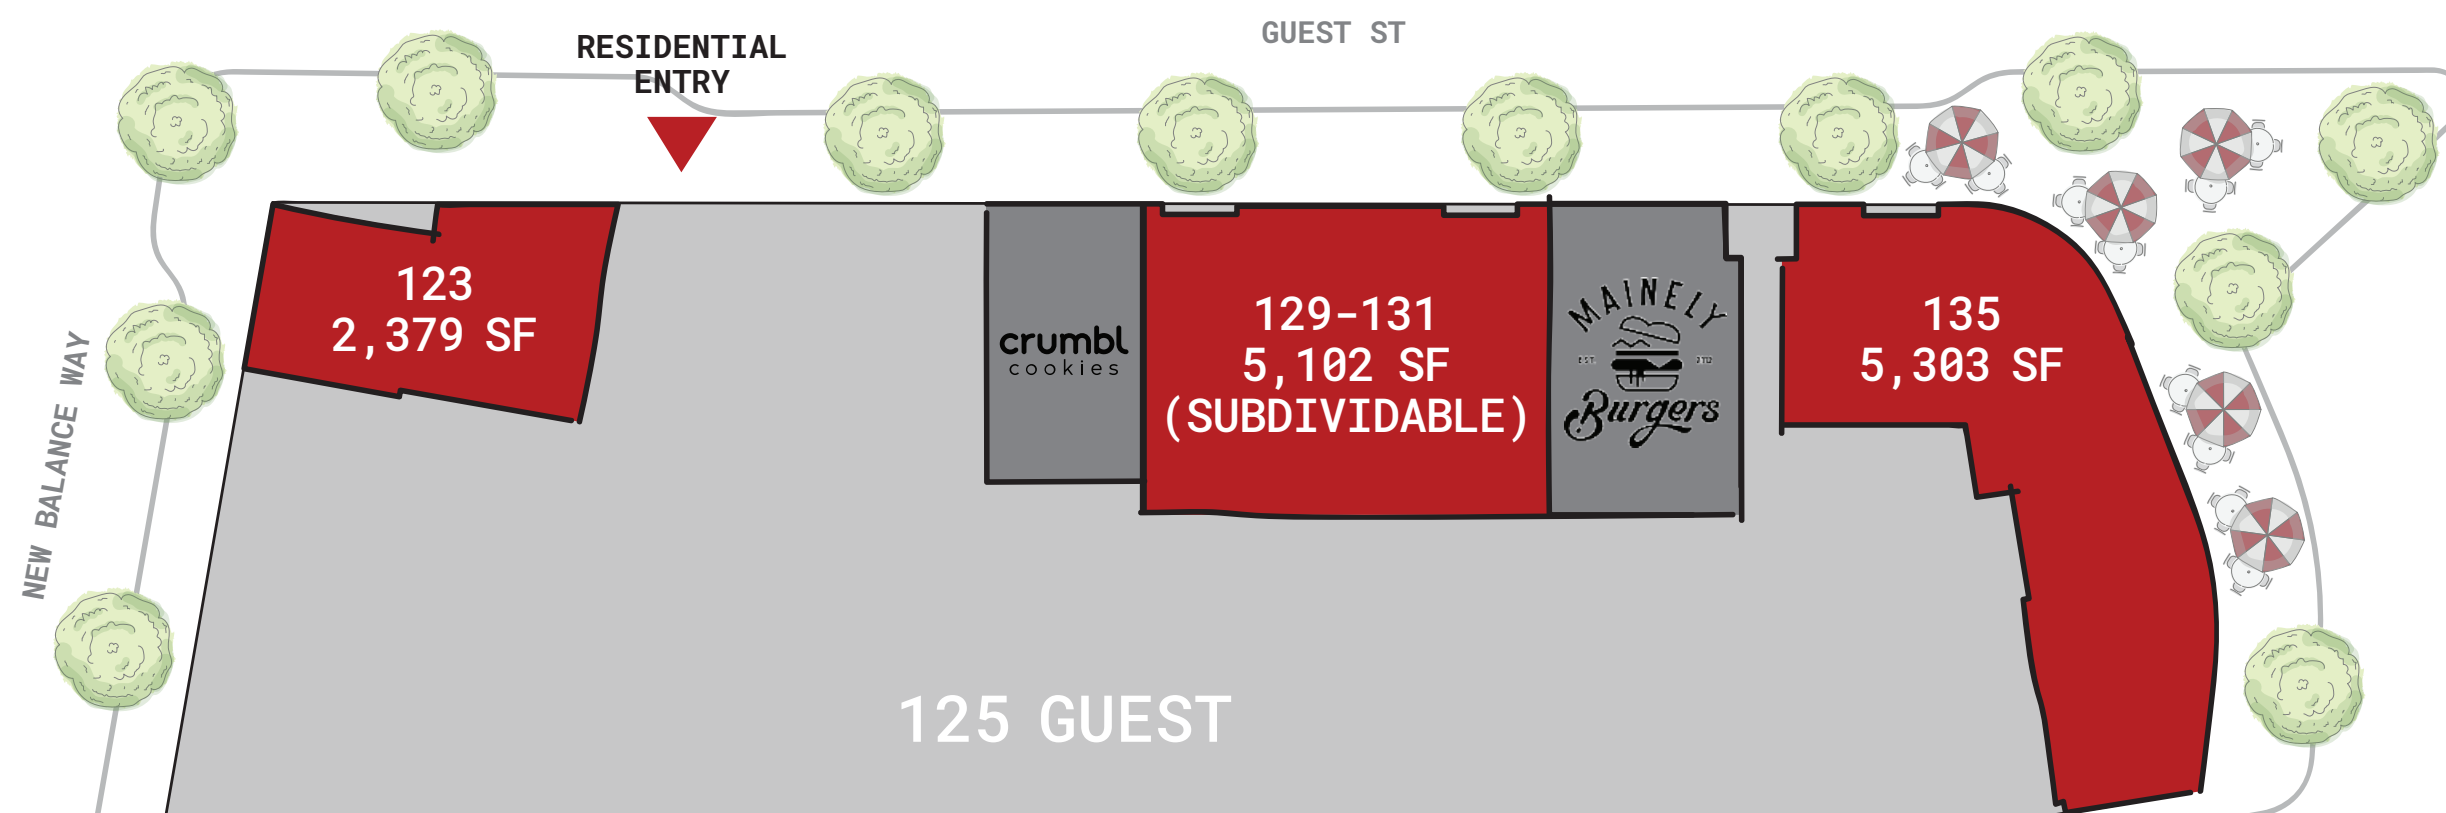 GUEST ST
RESIDENTIAL
ENTRY
123
2,379 SF
crumbl
cookies
129-131
5,102 SF
(SUBDIVIDABLE)
MAINELY
EST.
Burgers
135
5,303 SF
NEW BALANCE WAY
125 GUEST